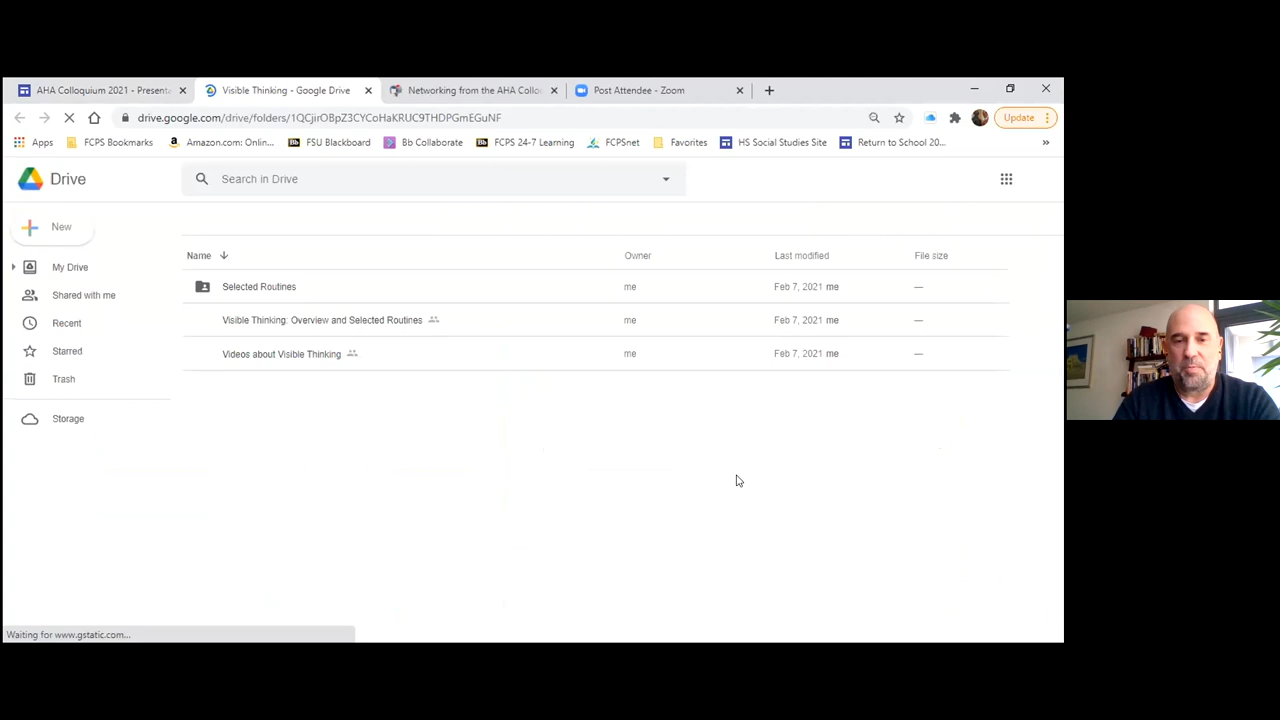 AHA Colloquium 2021 - Presenta
Visible Thinking - Google Drive
Networking from the AHA Collo
Post Attendee - Zoom
drive.google.com/drive/folders/1QCjirOBpZ3CYCoHaKRUC9THDPGmEGuNF
Update
Apps
FCPS Bookmarks
Amazon.com: Onlin...
FSU Blackboard
Bb Collaborate
FCPS 24-7 Learning
FCPSnet
Favorites
HS Social Studies Site
Return to School 20...
Drive
Search in Drive
New
My Drive
Shared with me
Recent
Starred
Trash
Storage
Name Owner Last modified File size
Selected Routines me Feb 7, 2021 me —
Visible Thinking: Overview and Selected Routines me Feb 7, 2021 me —
Videos about Visible Thinking me Feb 7, 2021 me —
Waiting for www.gstatic.com...